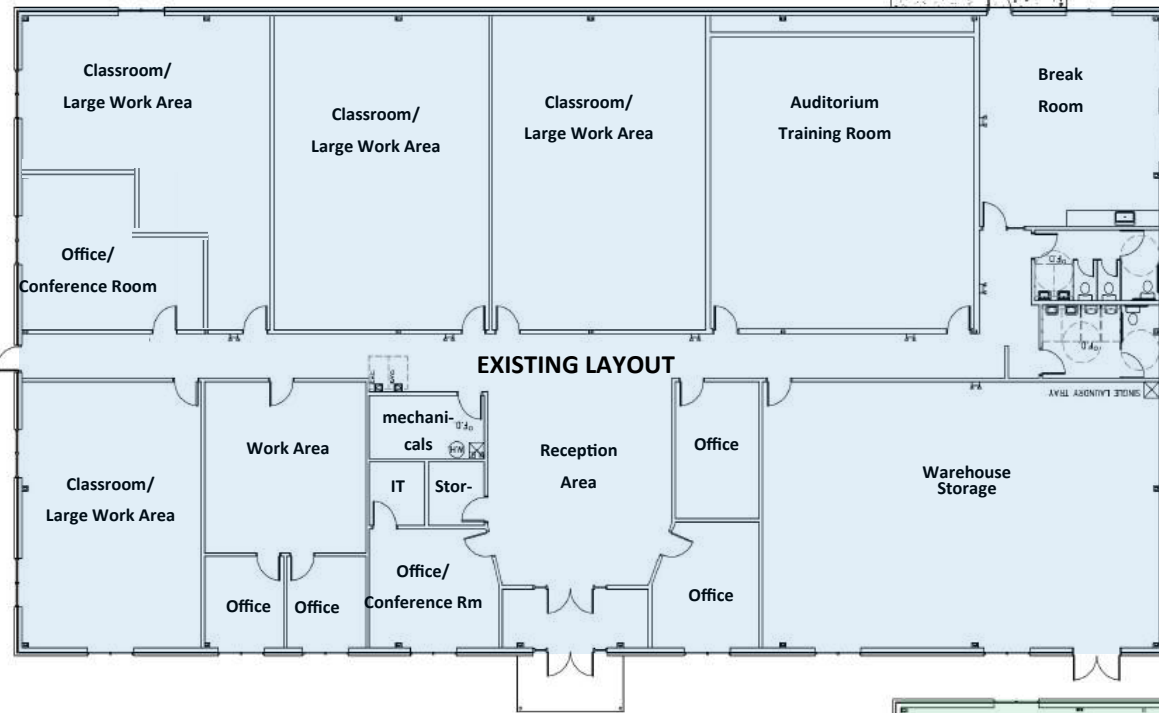 Classroom/
Large Work Area
Classroom/
Large Work Area
Classroom/
Large Work Area
Auditorium
Training Room
Break
Room
Office/
Conference Room
F.D.
F.D.
EXISTING LAYOUT
SINGLE LAUNDRY TRAY
mechani-
cals
F.D.
W.H.
Office
Work Area
Reception
Area
Warehouse
Storage
Classroom/
Large Work Area
IT
Stor-
Office/
Conference Rm
Office
Office
Office